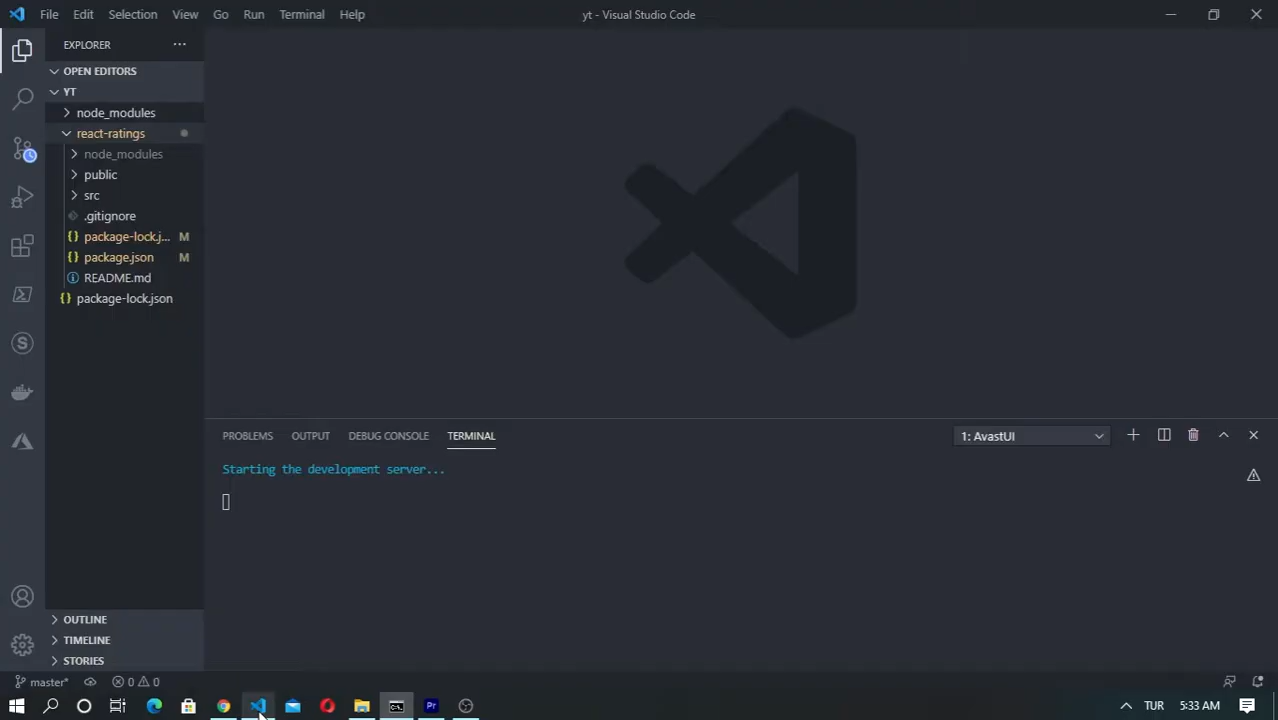 File Edit Selection View Go Run Terminal Help
yt - Visual Studio Code
EXPLORER
OPEN EDITORS
YT
node_modules
react-ratings
node_modules
public
src
.gitignore
package-lock.j... M
package.json M
README.md
package-lock.json
PROBLEMS OUTPUT DEBUG CONSOLE TERMINAL
1: AvastUI
Starting the development server...
OUTLINE
TIMELINE
STORIES
master* 0 0
Pr
TUR 5:33 AM